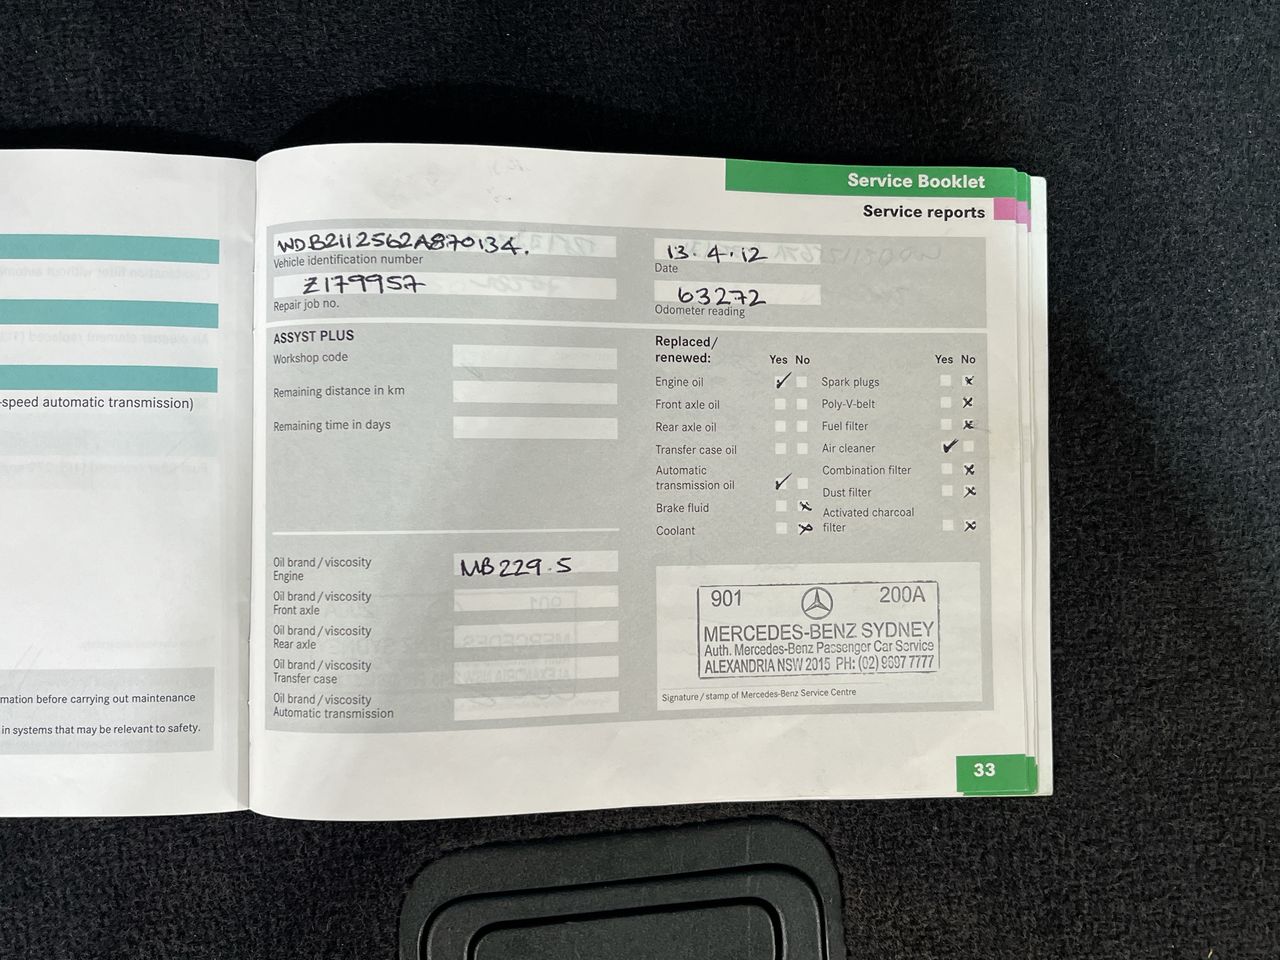 -speed automatic transmission)
mation before carrying out maintenance
in systems that may be relevant to safety.
Service Booklet
Service reports
WDB2112562A870134.
Vehicle identification number
Z179957
Repair job no.
13.4.12
Date
63272
Odometer reading
ASSYST PLUS
Workshop code
Remaining distance in km
Remaining time in days
Oil brand/viscosity
Engine
MB229.5
Oil brand/viscosity
Front axle
Oil brand/viscosity
Rear axle
Oil brand/viscosity
Transfer case
Oil brand/viscosity
Automatic transmission
Replaced/
renewed:
Yes No
Engine oil
Front axle oil
Rear axle oil
Transfer case oil
Automatic
transmission oil
Brake fluid
Coolant
Yes No
Spark plugs
Poly-V-belt
Fuel filter
Air cleaner
Combination filter
Dust filter
Activated charcoal
filter
901 200A
MERCEDES-BENZ SYDNEY
Auth. Mercedes-Benz Passenger Car Service
ALEXANDRIA NSW 2015 PH: (02) 9697 7777
Signature/stamp of Mercedes-Benz Service Centre
33